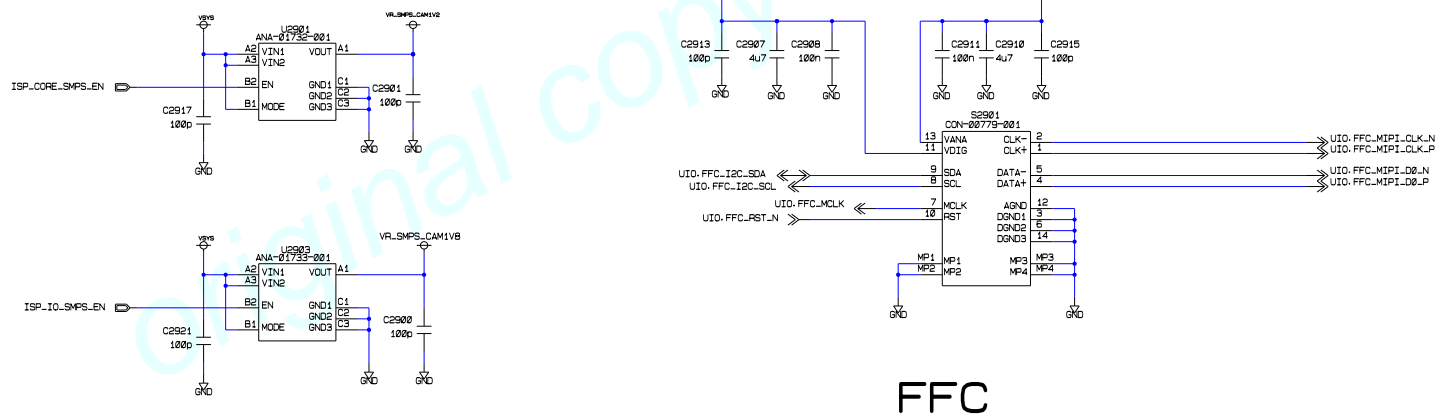 VSYS
VR_SMPS_CAM1V2
U2901
ANA-01732-001
A2 VIN1 VOUT A1
A3 VIN2
ISP_CORE_SMPS_EN B2 EN GND1 C1
GND2 C2
B1 MODE GND3 C3
C2917
100p
C2901
100p
GND GND GND
VSYS
VR_SMPS_CAM1V8
U2903
ANA-01733-001
A2 VIN1 VOUT A1
A3 VIN2
ISP_IO_SMPS_EN B2 EN GND1 C1
GND2 C2
B1 MODE GND3 C3
C2921
100p
C2900
100p
GND GND GND
C2913 C2907 C2908 C2911 C2910 C2915
100p 4u7 100n 100n 4u7 100p
GND GND GND GND GND GND
S2901
CON-00779-001
13 VANA CLK- 2 UIO.FFC_MIPI_CLK_N
11 VDIG CLK+ 1 UIO.FFC_MIPI_CLK_P
UIO.FFC_I2C_SDA 9 SDA DATA- 5 UIO.FFC_MIPI_D0_N
UIO.FFC_I2C_SCL 8 SCL DATA+ 4 UIO.FFC_MIPI_D0_P
UIO.FFC_MCLK 7 MCLK AGND 12
UIO.FFC_RST_N 10 RST DGND1 3
DGND2 6
DGND3 14
MP1 MP1 MP3 MP3
MP2 MP2 MP4 MP4
GND GND
FFC
original copy